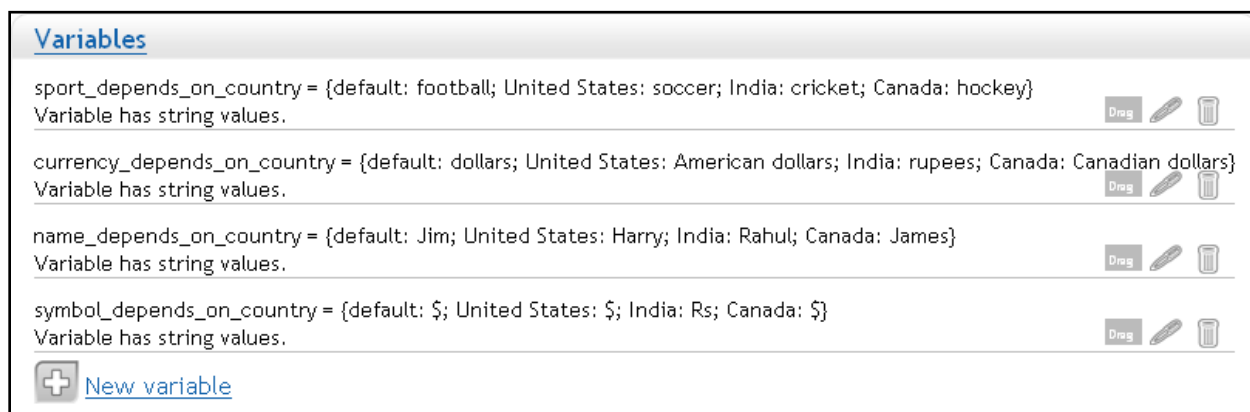 Variables
sport_depends_on_country = {default: football; United States: soccer; India: cricket; Canada: hockey}
Variable has string values.
Drag
currency_depends_on_country = {default: dollars; United States: American dollars; India: rupees; Canada: Canadian dollars}
Variable has string values.
Drag
name_depends_on_country = {default: Jim; United States: Harry; India: Rahul; Canada: James}
Variable has string values.
Drag
symbol_depends_on_country = {default: $; United States: $; India: Rs; Canada: $}
Variable has string values.
Drag
New variable